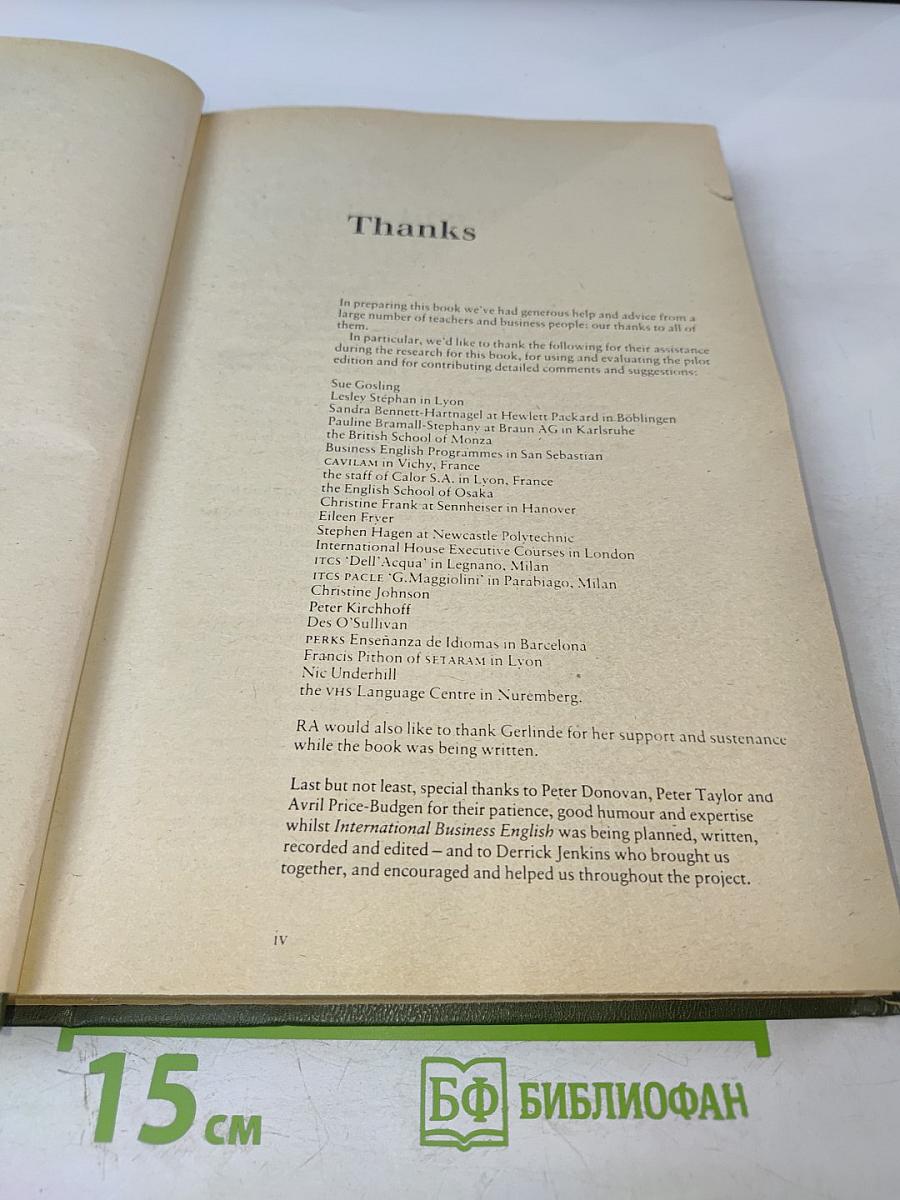 Thanks
In preparing this book we've had generous help and advice from a
large number of teachers and business people: our thanks to all of
them.
In particular, we'd like to thank the following for their assistance
during the research for this book, for using and evaluating the pilot
edition and for contributing detailed comments and suggestions:
Sue Gosling
Lesley Stephan in Lyon
Sandra Bennett-Hartnagel at Hewlett Packard in Böblingen
Pauline Bramall-Stephany at Braun AG in Karlsruhe
the British School of Monza
Business English Programmes in San Sebastian
CAVILAM in Vichy, France
the staff of Calor S.A. in Lyon, France
the English School of Osaka
Christine Frank at Sennheiser in Hanover
Eileen Fryer
Stephen Hagen at Newcastle Polytechnic
International House Executive Courses in London
ITCS 'Dell'Acqua' in Legnano, Milan
ITCS PACLE 'G.Maggiolini' in Parabiago, Milan
Christine Johnson
Peter Kirchhoff
Des O'Sullivan
PERKS Enseñanza de Idiomas in Barcelona
Francis Pithon of SETARAM in Lyon
Nic Underhill
the VHS Language Centre in Nuremberg.
RA would also like to thank Gerlinde for her support and sustenance
while the book was being written.
Last but not least, special thanks to Peter Donovan, Peter Taylor and
Avril Price-Budgen for their patience, good humour and expertise
whilst International Business English was being planned, written,
recorded and edited – and to Derrick Jenkins who brought us
together, and encouraged and helped us throughout the project.
iv
15 см
БФ БИБЛИОФАН